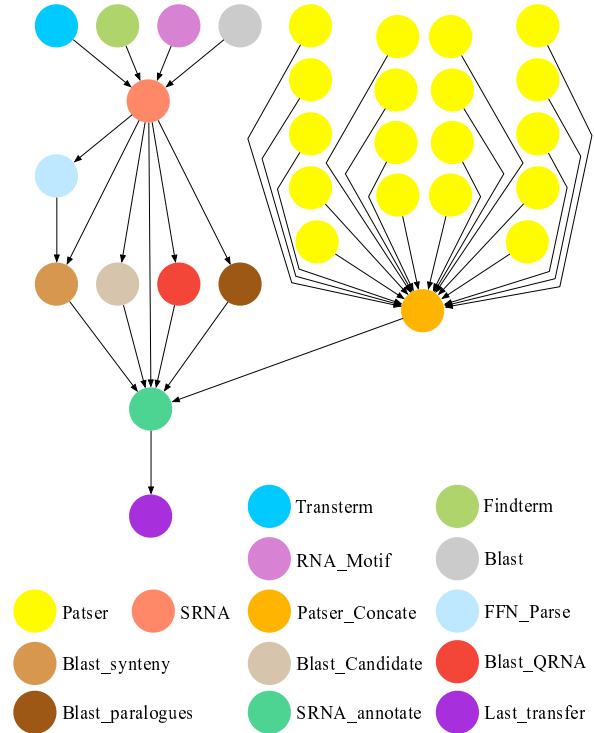 Transterm
Findterm
RNA_Motif
Blast
Patser
SRNA
Patser_Concate
FFN_Parse
Blast_synteny
Blast_Candidate
Blast_QRNA
Blast_paralogues
SRNA_annotate
Last_transfer